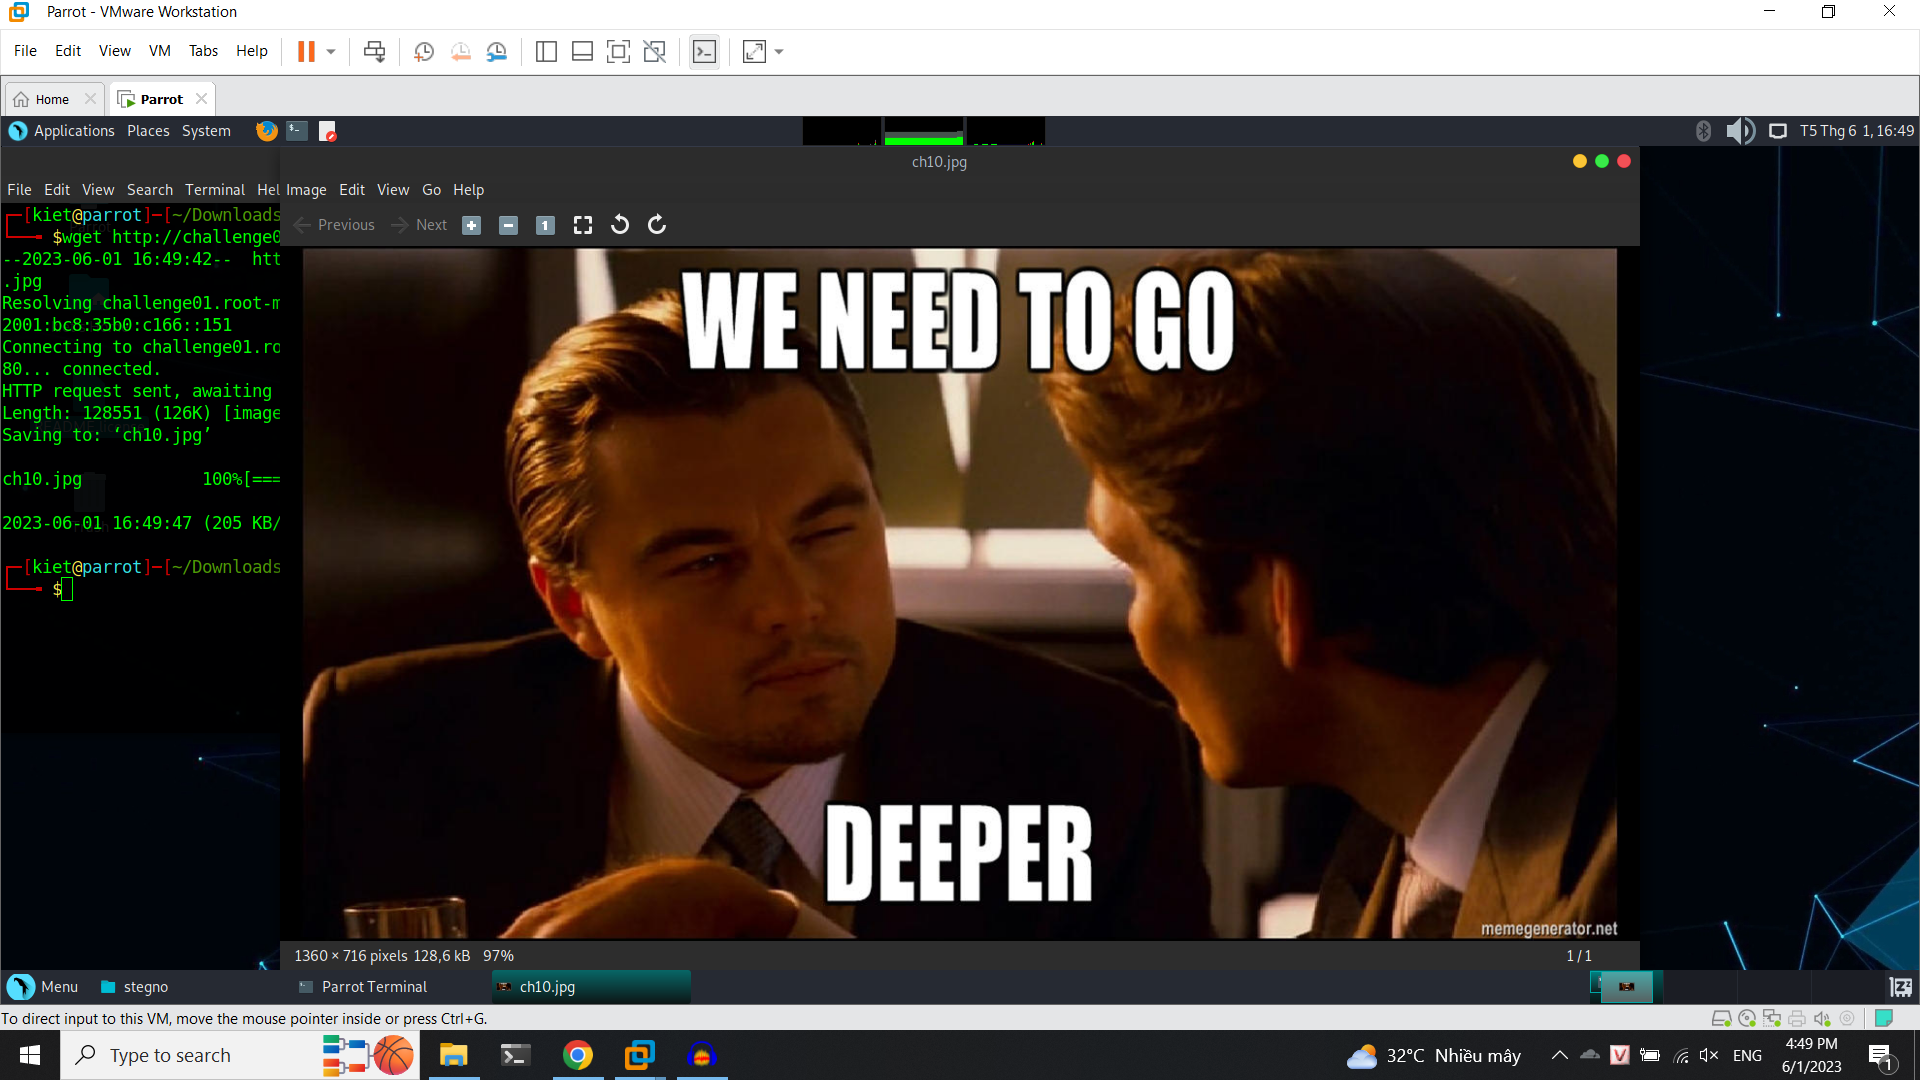 Parrot - VMware Workstation
File Edit View VM Tabs Help
Home
Parrot
Applications Places System
T5 Thg 6 1, 16:49
ch10.jpg
File Edit View Search Terminal Hel
Image Edit View Go Help
Previous Next
1
┌─[kiet@parrot]─[~/Downloads
└──╼ $wget http://challenge0
--2023-06-01 16:49:42-- htt
.jpg
Resolving challenge01.root-m
2001:bc8:35b0:c166::151
Connecting to challenge01.ro
80... connected.
HTTP request sent, awaiting
Length: 128551 (126K) [image
Saving to: ‘ch10.jpg’
ch10.jpg 100%[===
2023-06-01 16:49:47 (205 KB/
┌─[kiet@parrot]─[~/Downloads
└──╼ $
WE NEED TO GO
DEEPER
memegenerator.net
1360 × 716 pixels 128,6 kB 97%
1 / 1
Menu
stegno
Parrot Terminal
ch10.jpg
To direct input to this VM, move the mouse pointer inside or press Ctrl+G.
Type to search
32°C Nhiều mây
ENG
4:49 PM
6/1/2023
1